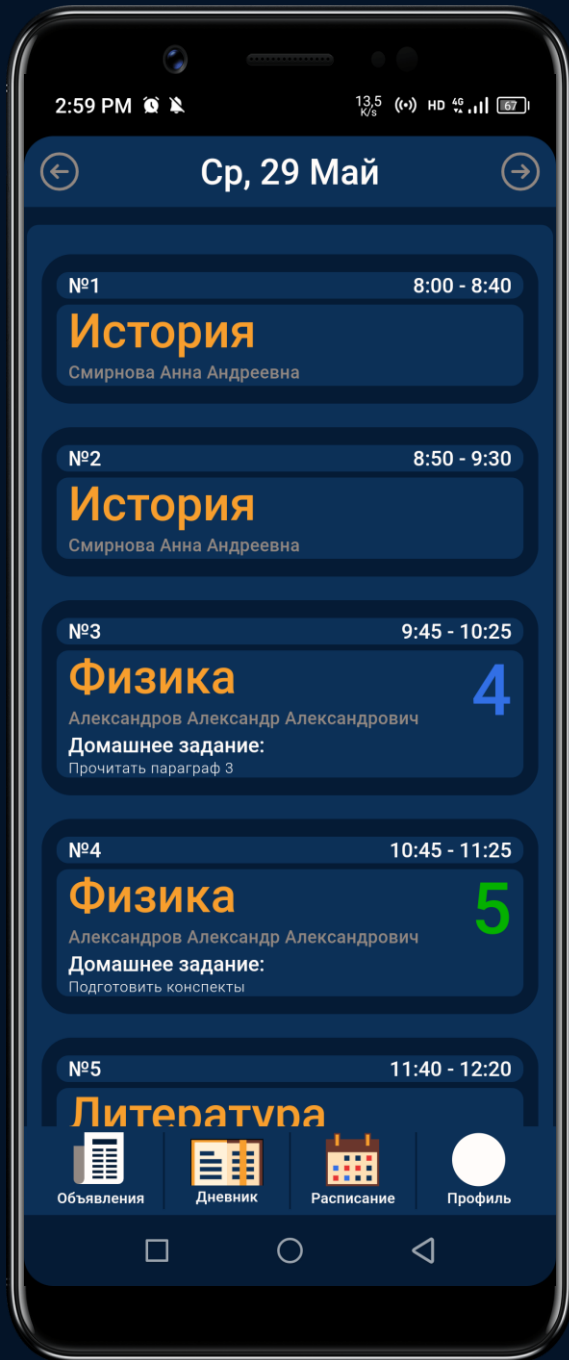 2:59 PM 13,5 K/s HD 4G 67
Ср, 29 Май
№1 8:00 - 8:40
История
Смирнова Анна Андреевна
№2 8:50 - 9:30
История
Смирнова Анна Андреевна
№3 9:45 - 10:25
Физика 4
Александров Александр Александрович
Домашнее задание:
Прочитать параграф 3
№4 10:45 - 11:25
Физика 5
Александров Александр Александрович
Домашнее задание:
Подготовить конспекты
№5 11:40 - 12:20
Литература
Объявления Дневник Расписание Профиль